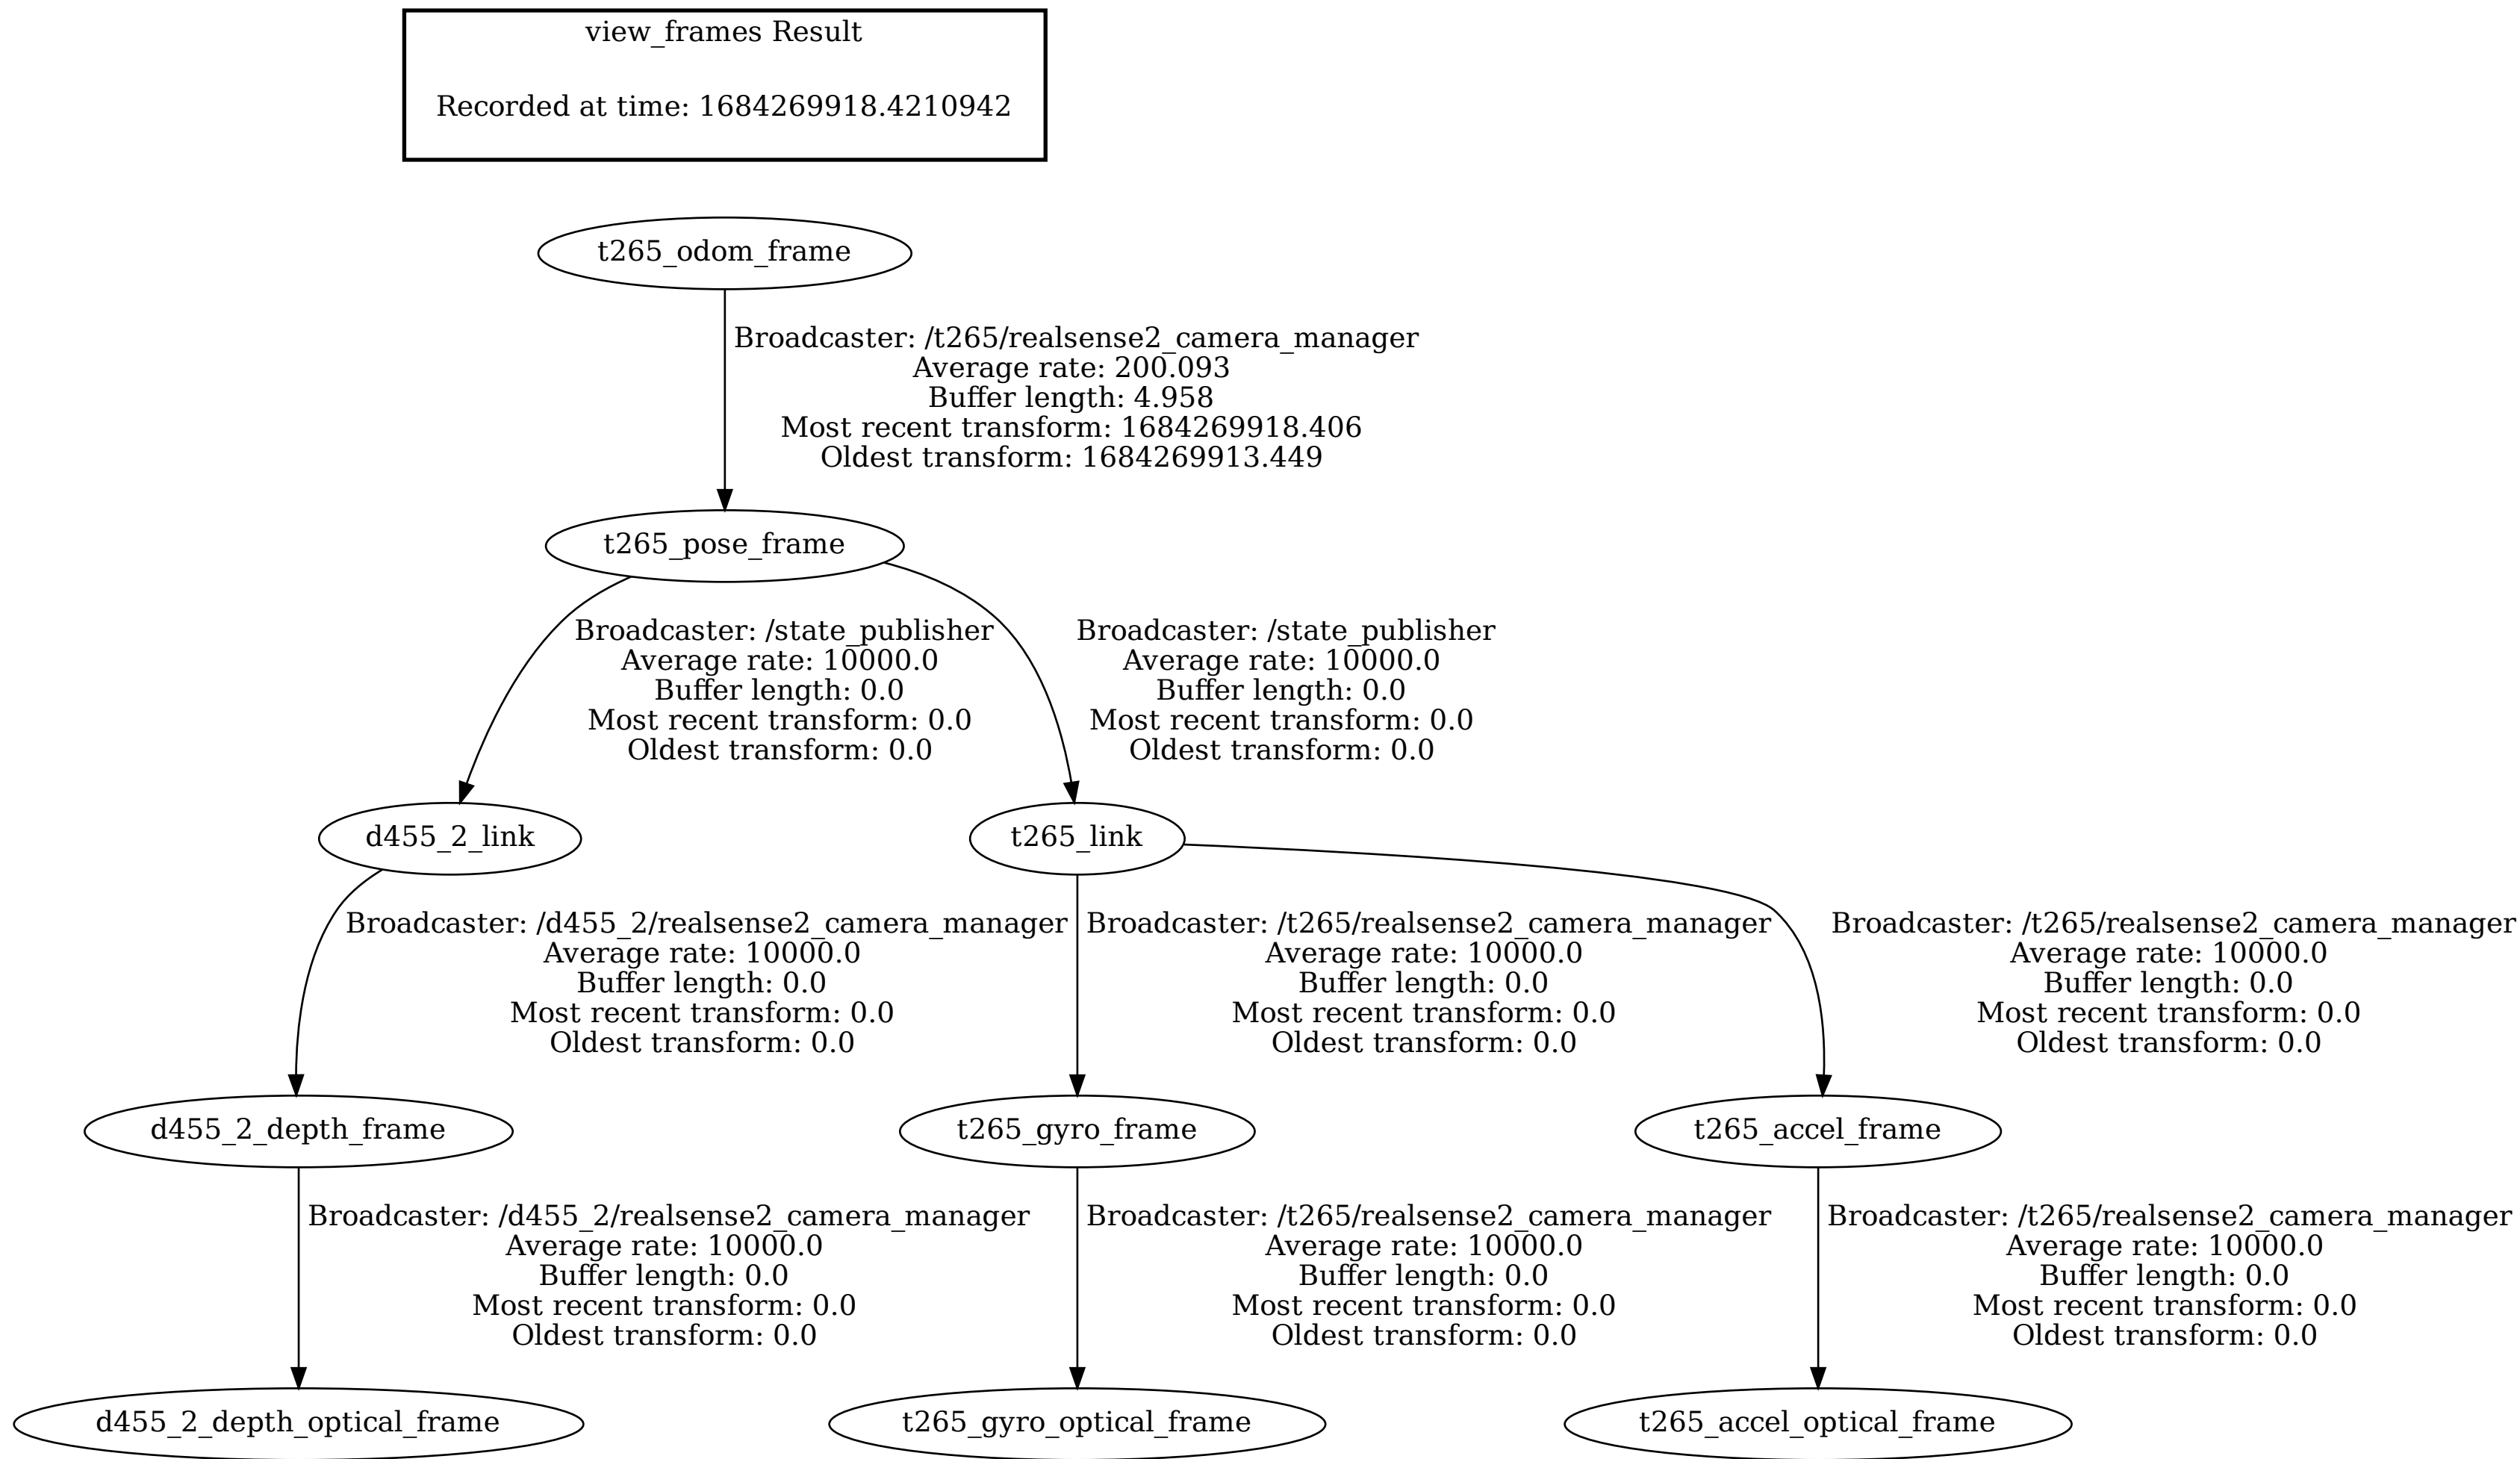 view_frames Result
Recorded at time: 1684269918.4210942
t265_odom_frame
Broadcaster: /t265/realsense2_camera_manager
Average rate: 200.093
Buffer length: 4.958
Most recent transform: 1684269918.406
Oldest transform: 1684269913.449
t265_pose_frame
Broadcaster: /state_publisher
Average rate: 10000.0
Buffer length: 0.0
Most recent transform: 0.0
Oldest transform: 0.0
Broadcaster: /state_publisher
Average rate: 10000.0
Buffer length: 0.0
Most recent transform: 0.0
Oldest transform: 0.0
d455_2_link
t265_link
Broadcaster: /d455_2/realsense2_camera_manager
Average rate: 10000.0
Buffer length: 0.0
Most recent transform: 0.0
Oldest transform: 0.0
Broadcaster: /t265/realsense2_camera_manager
Average rate: 10000.0
Buffer length: 0.0
Most recent transform: 0.0
Oldest transform: 0.0
Broadcaster: /t265/realsense2_camera_manager
Average rate: 10000.0
Buffer length: 0.0
Most recent transform: 0.0
Oldest transform: 0.0
d455_2_depth_frame
t265_gyro_frame
t265_accel_frame
Broadcaster: /d455_2/realsense2_camera_manager
Average rate: 10000.0
Buffer length: 0.0
Most recent transform: 0.0
Oldest transform: 0.0
Broadcaster: /t265/realsense2_camera_manager
Average rate: 10000.0
Buffer length: 0.0
Most recent transform: 0.0
Oldest transform: 0.0
Broadcaster: /t265/realsense2_camera_manager
Average rate: 10000.0
Buffer length: 0.0
Most recent transform: 0.0
Oldest transform: 0.0
d455_2_depth_optical_frame
t265_gyro_optical_frame
t265_accel_optical_frame